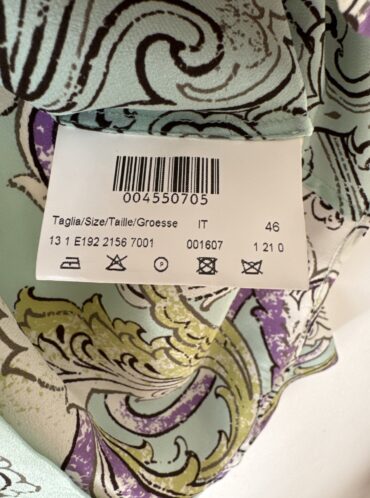 004550705
Taglia/Size/Taille/Groesse IT 46
13 1 E192 2156 7001 001607 1 21 0